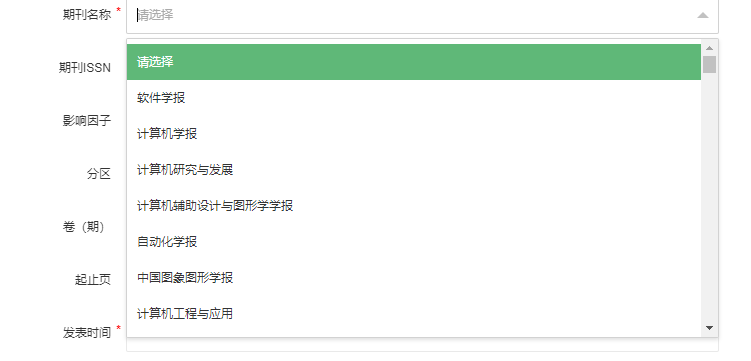 期刊名称 * 请选择
请选择
期刊ISSN
软件学报
影响因子
计算机学报
分区
计算机研究与发展
卷（期）
计算机辅助设计与图形学学报
自动化学报
起止页
中国图象图形学报
计算机工程与应用
发表时间 *